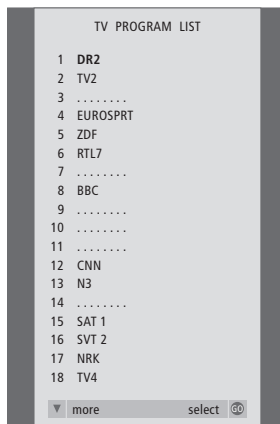 TV PROGRAM LIST
1 DR2
2 TV2
3 ........
4 EUROSPRT
5 ZDF
6 RTL7
7 ........
8 BBC
9 ........
10 ........
11 ........
12 CNN
13 N3
14 ........
15 SAT 1
16 SVT 2
17 NRK
18 TV4
more select GO